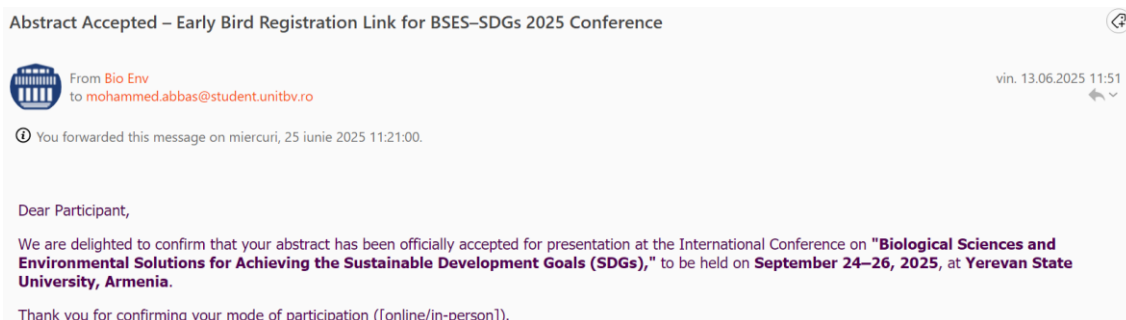 Abstract Accepted – Early Bird Registration Link for BSES–SDGs 2025 Conference
From Bio Env
vin. 13.06.2025 11:51
to mohammed.abbas@student.unitbv.ro
You forwarded this message on miercuri, 25 iunie 2025 11:21:00.
Dear Participant,
We are delighted to confirm that your abstract has been officially accepted for presentation at the International Conference on "Biological Sciences and
Environmental Solutions for Achieving the Sustainable Development Goals (SDGs)," to be held on September 24–26, 2025, at Yerevan State
University, Armenia.
Thank you for confirming your mode of participation ([online/in-person]).